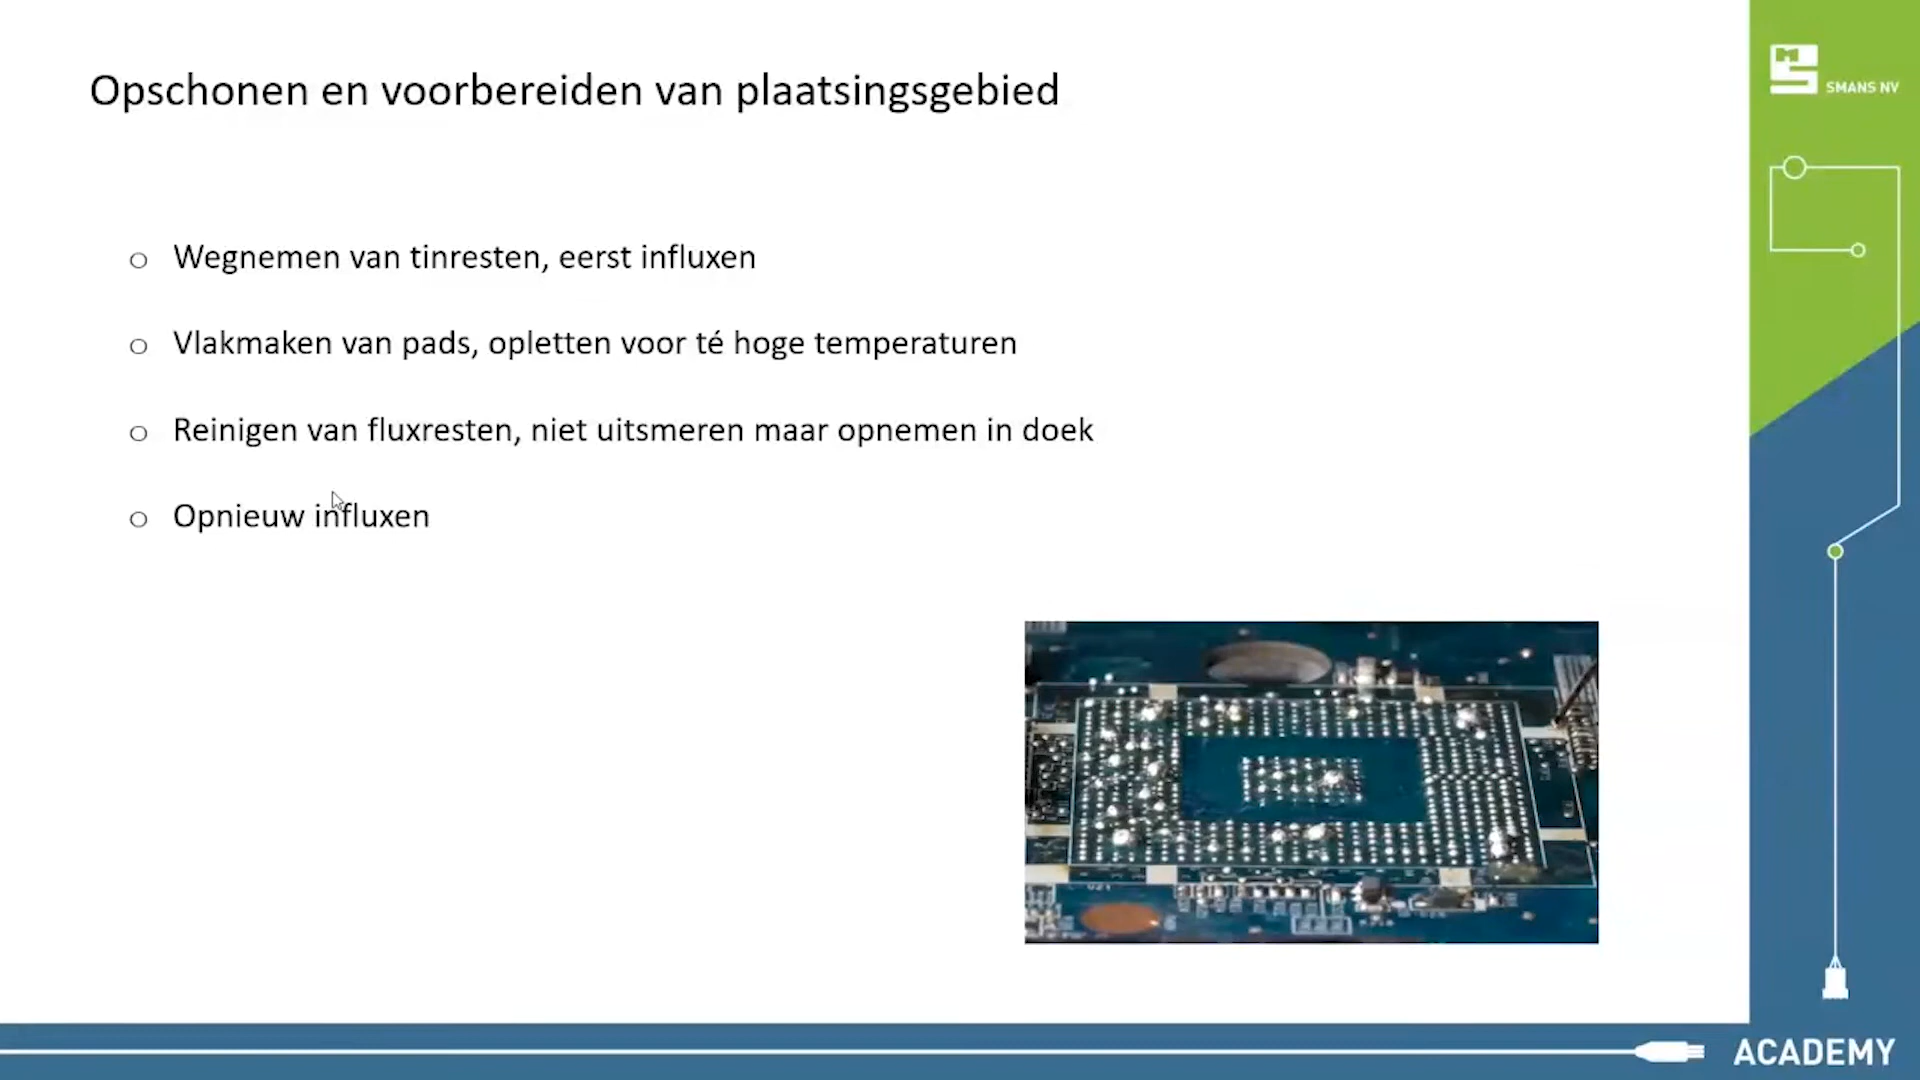 Opschonen en voorbereiden van plaatsingsgebied
SMANS NV
o Wegnemen van tinresten, eerst influxen
o Vlakmaken van pads, opletten voor té hoge temperaturen
o Reinigen van fluxresten, niet uitsmeren maar opnemen in doek
o Opnieuw influxen
ACADEMY